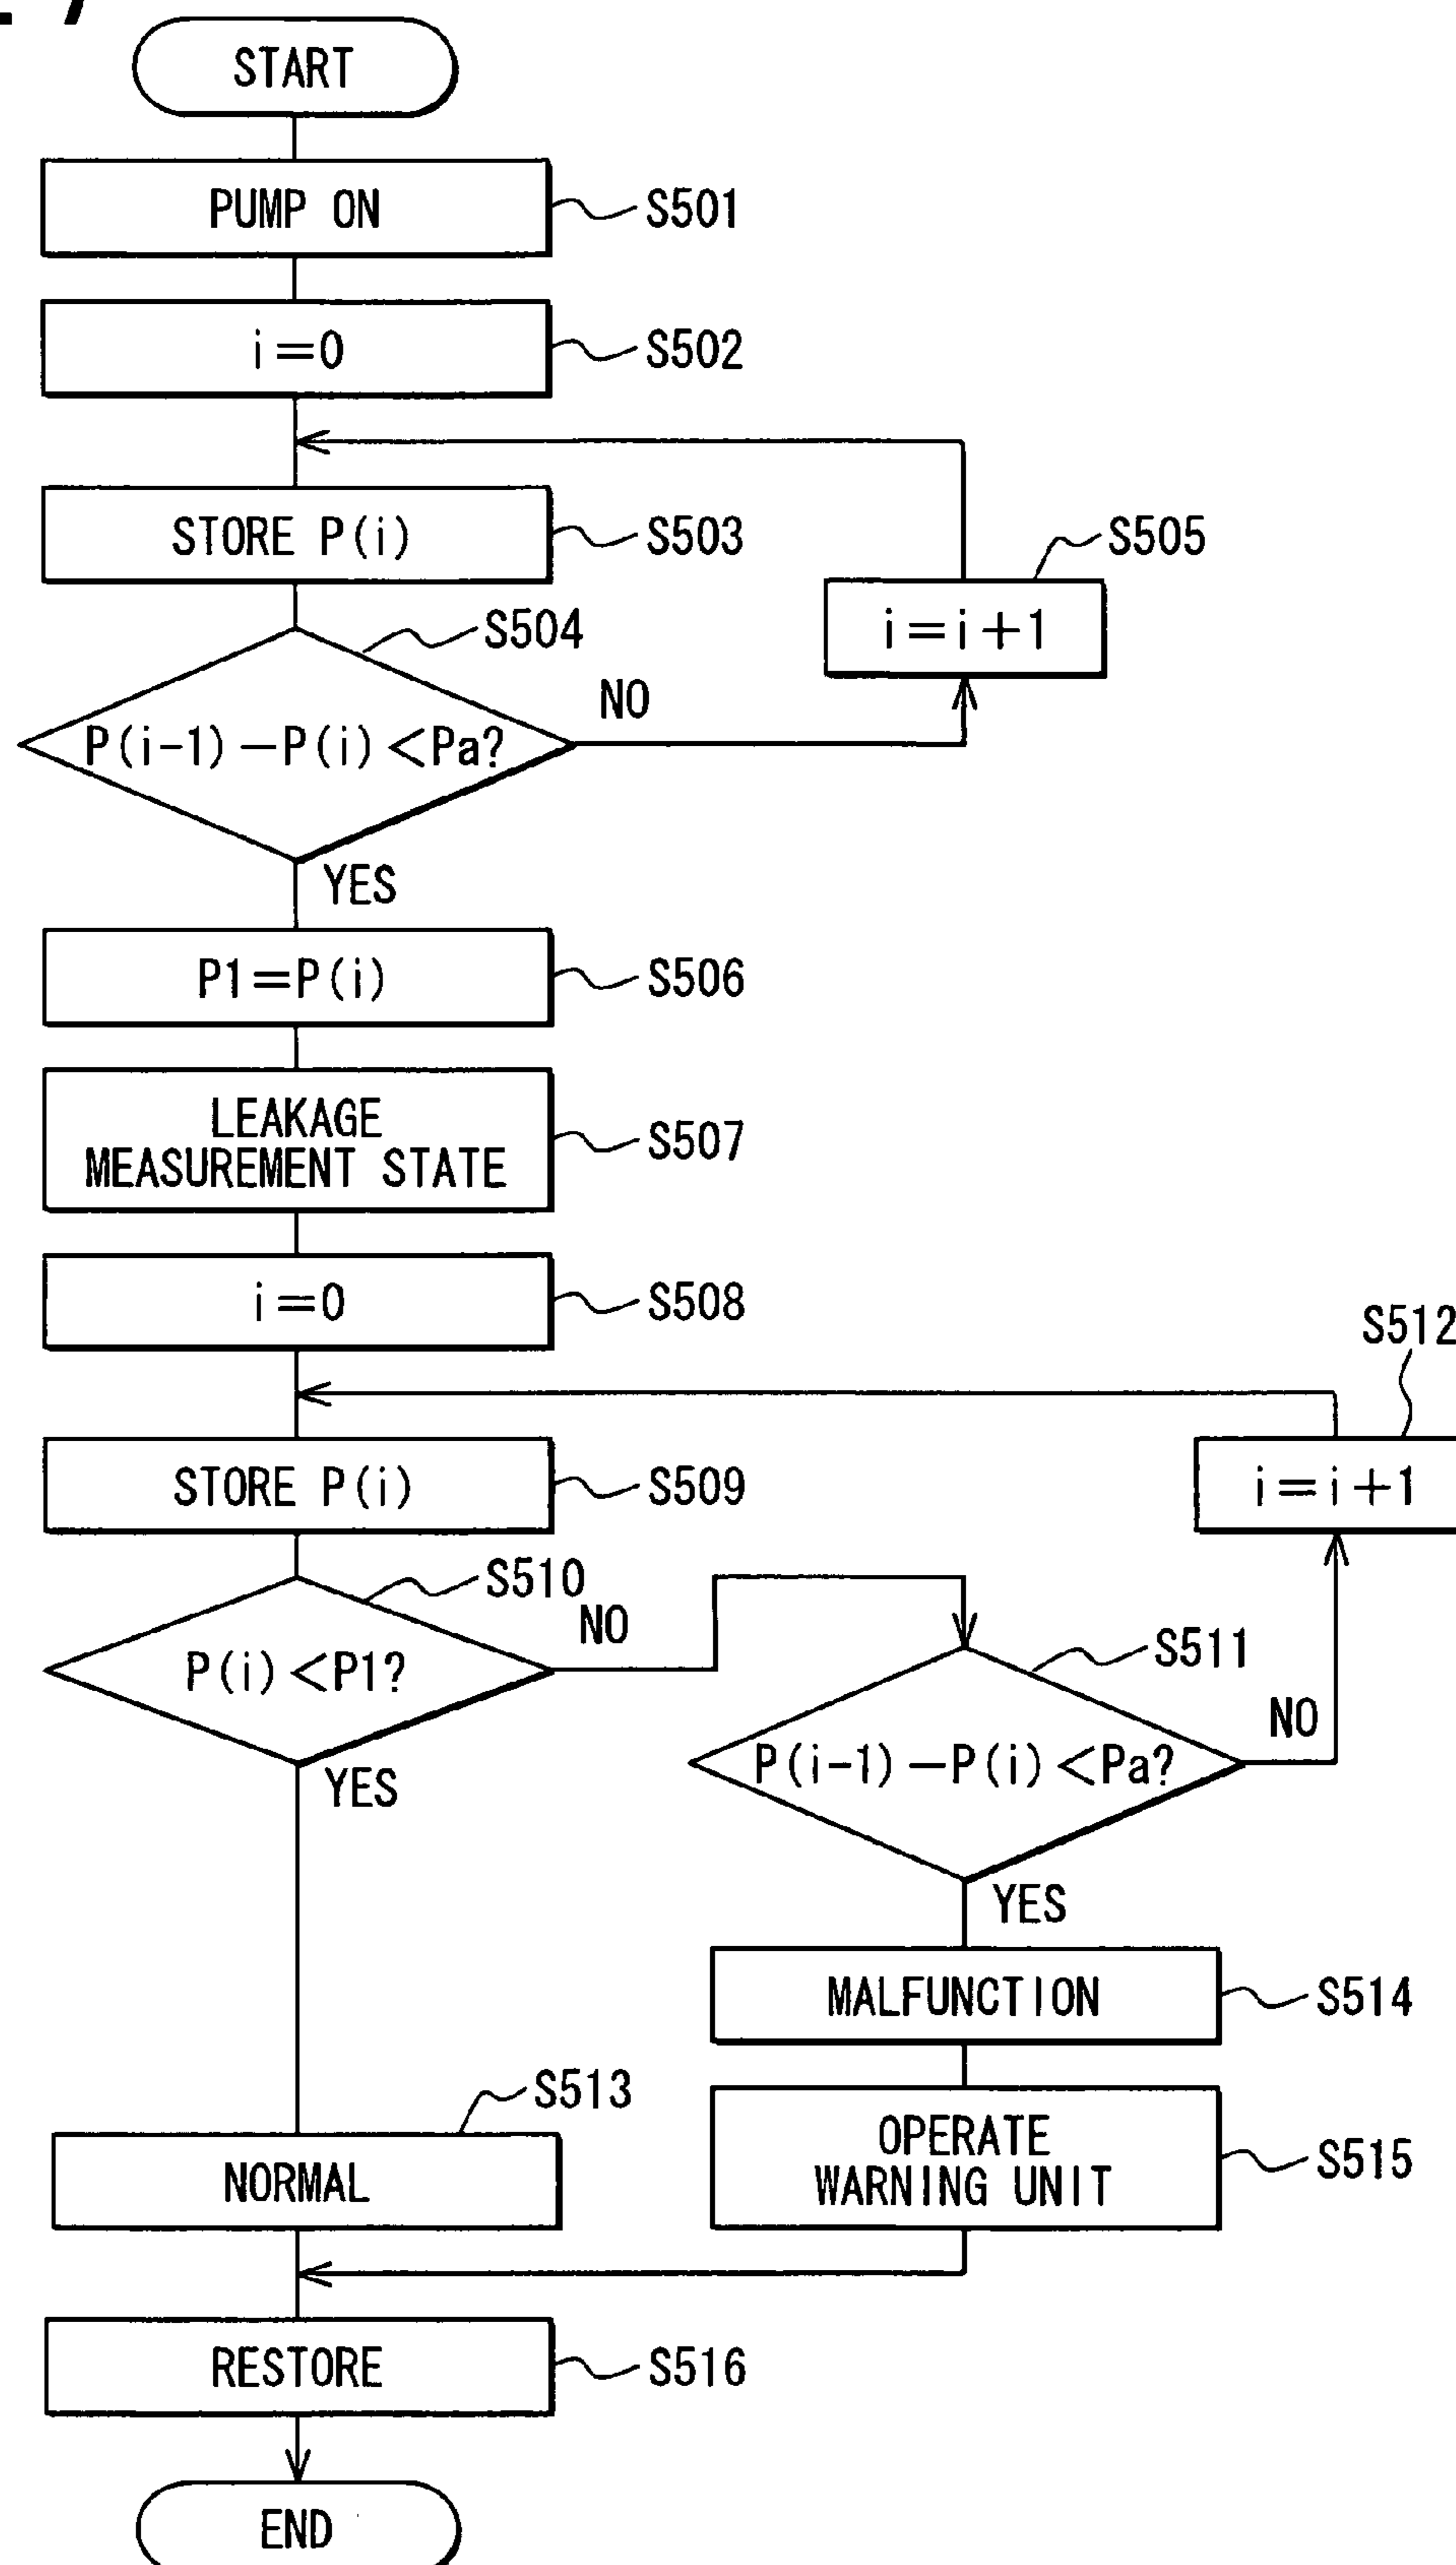 START
PUMP ON
S501
i=0
S502
STORE P(i)
S503
S505
i=i+1
S504
P(i-1)-P(i)<Pa?
NO
YES
P1=P(i)
S506
LEAKAGE
MEASUREMENT STATE
S507
i=0
S508
S512
STORE P(i)
S509
i=i+1
S510
P(i)<P1?
NO
YES
S511
P(i-1)-P(i)<Pa?
NO
YES
MALFUNCTION
S514
S513
NORMAL
OPERATE
WARNING UNIT
S515
RESTORE
S516
END